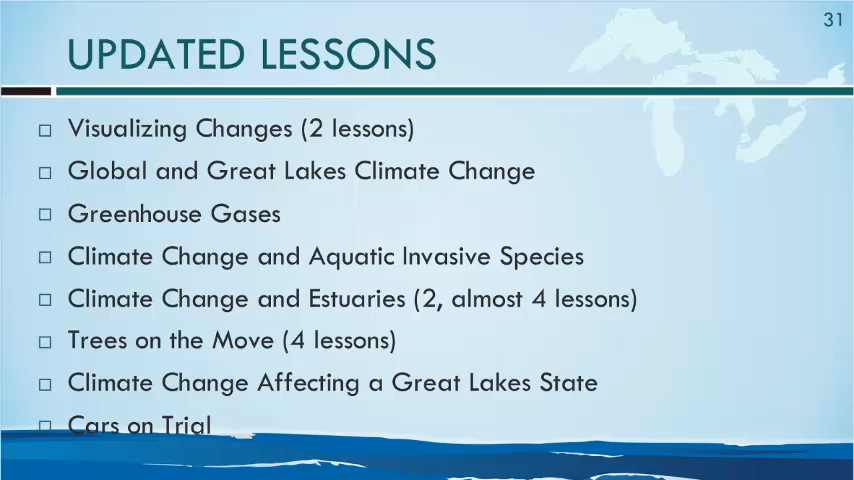 31
UPDATED LESSONS
Visualizing Changes (2 lessons)
Global and Great Lakes Climate Change
Greenhouse Gases
Climate Change and Aquatic Invasive Species
Climate Change and Estuaries (2, almost 4 lessons)
Trees on the Move (4 lessons)
Climate Change Affecting a Great Lakes State
Cars on Trial